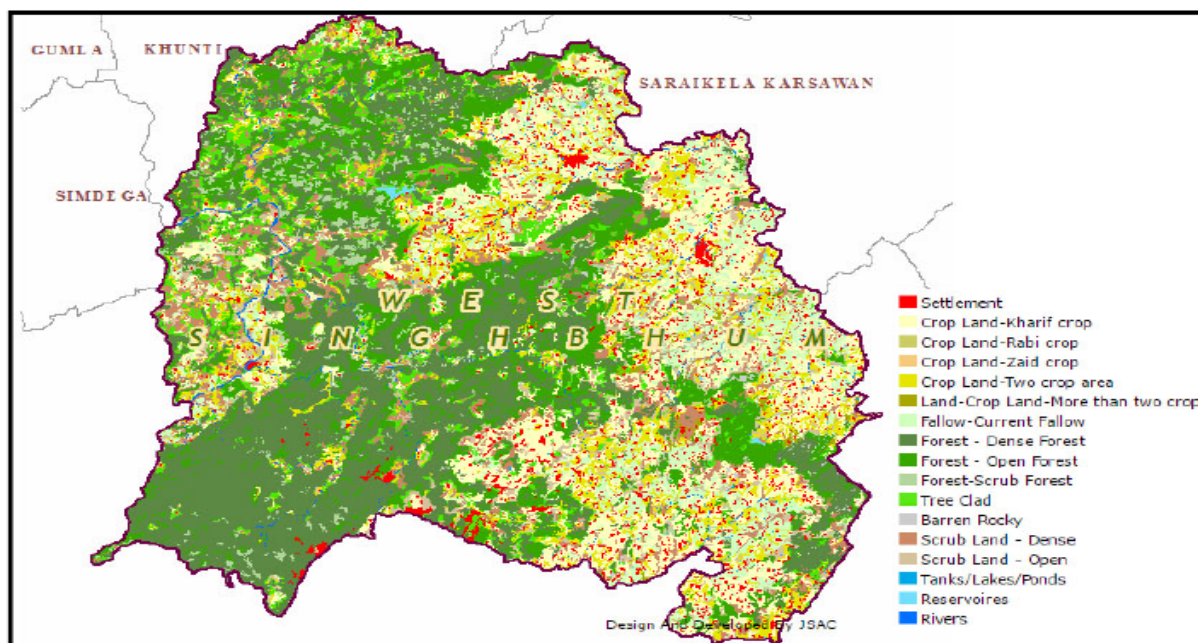 GUMLA
KHUNTI
SARAIKELA KARSAWAN
SIMDEGA
WEST
SINGHBHUM
Settlement
Crop Land-Kharif crop
Crop Land-Rabi crop
Crop Land-Zaid crop
Crop Land-Two crop area
Land-Crop Land-More than two crop
Fallow-Current Fallow
Forest - Dense Forest
Forest - Open Forest
Forest-Scrub Forest
Tree Clad
Barren Rocky
Scrub Land - Dense
Scrub Land - Open
Tanks/Lakes/Ponds
Reservoires
Rivers
Design And Developed By JSAC